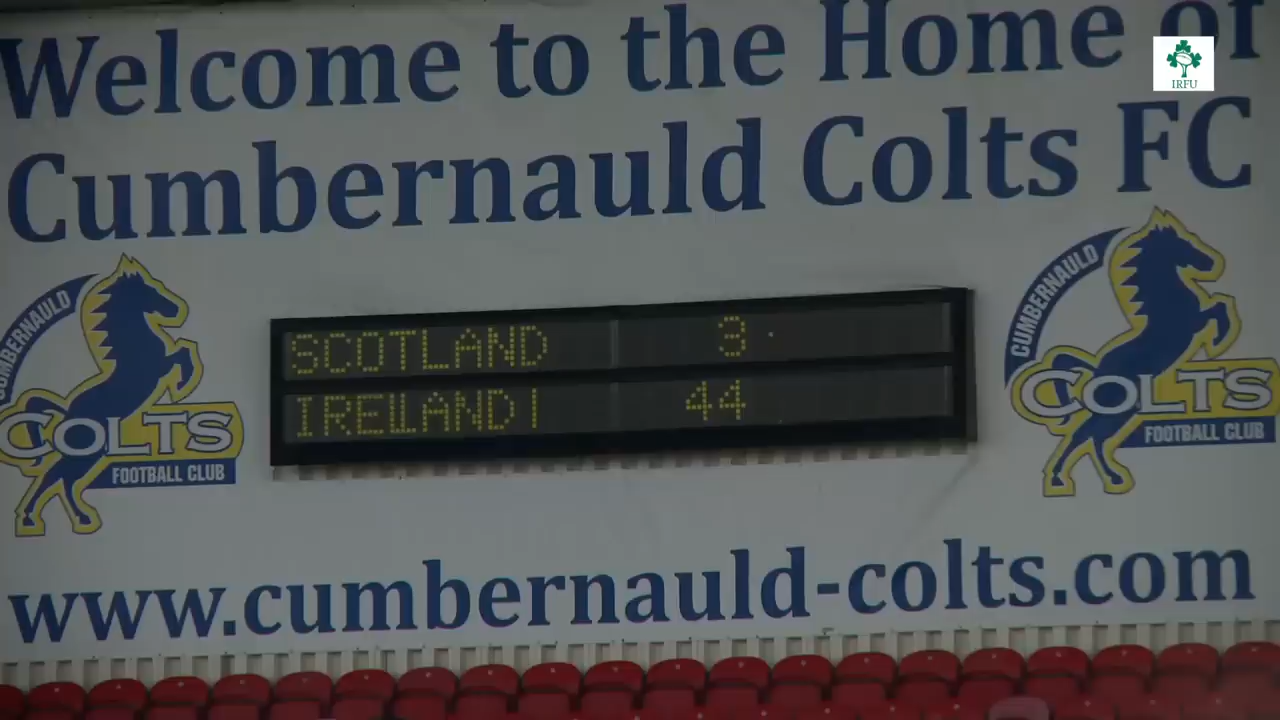 Welcome to the Home of
IRFU
Cumbernauld Colts FC
CUMBERNAULD
COLTS
FOOTBALL CLUB
SCOTLAND 3
IRELAND 44
CUMBERNAULD
COLTS
FOOTBALL CLUB
www.cumbernauld-colts.com